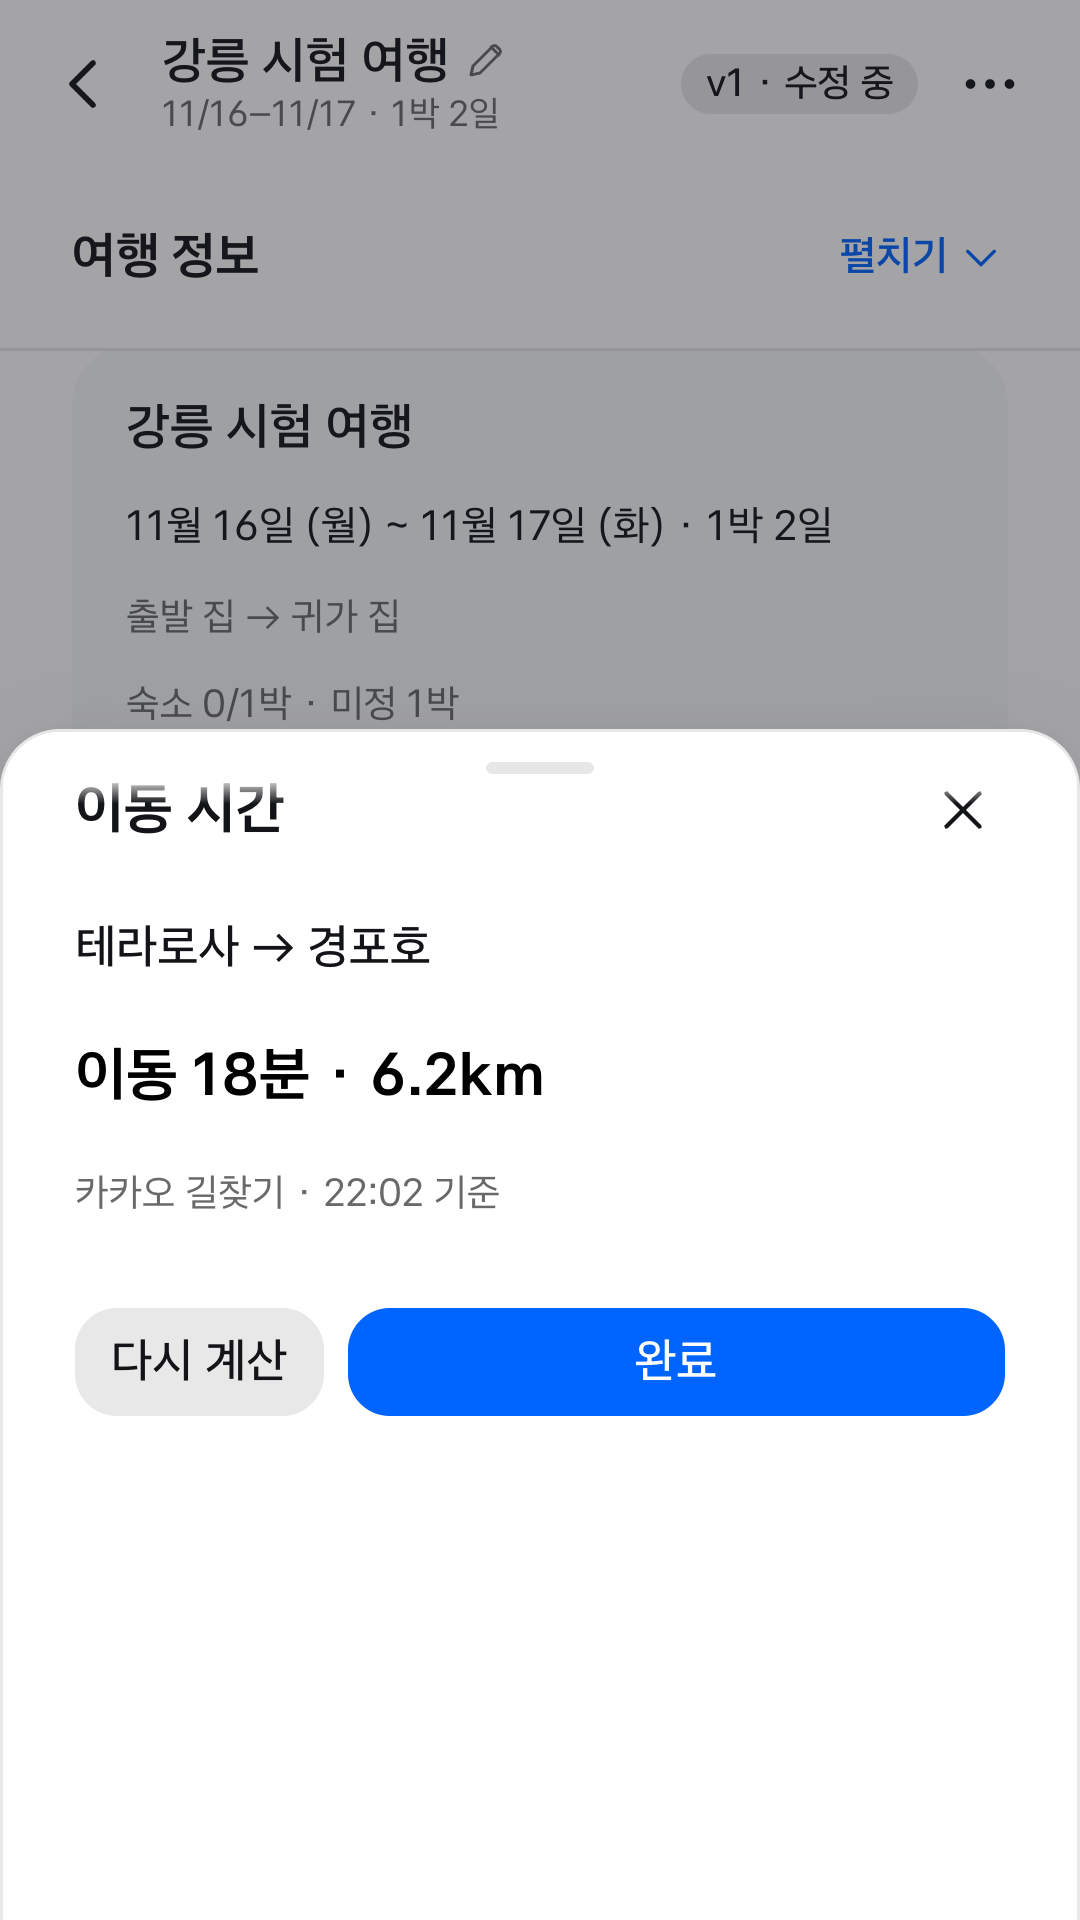 강릉 시험 여행
11/16–11/17 · 1박 2일
v1 · 수정 중
여행 정보
펼치기
강릉 시험 여행
11월 16일 (월) ~ 11월 17일 (화) · 1박 2일
출발 집 → 귀가 집
숙소 0/1박 · 미정 1박
이동 시간
테라로사 → 경포호
이동 18분 · 6.2km
카카오 길찾기 · 22:02 기준
다시 계산
완료